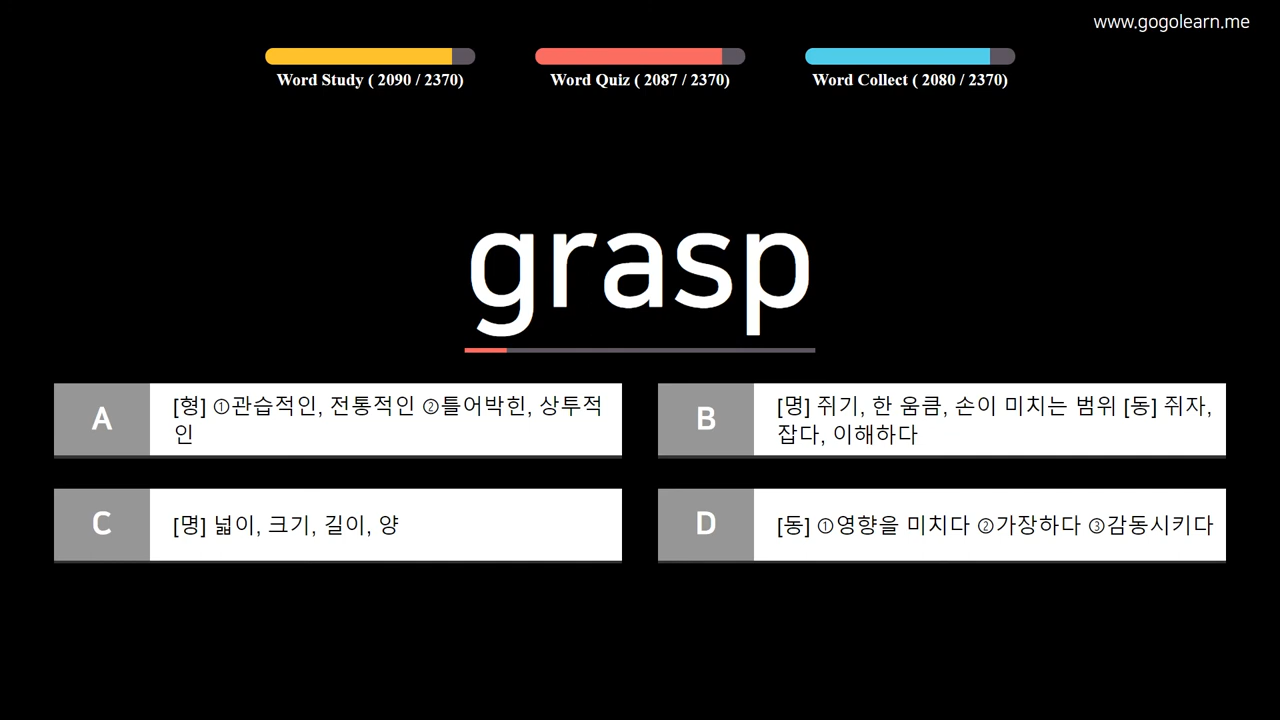 www.gogolearn.me
Word Study ( 2090 / 2370)
Word Quiz ( 2087 / 2370)
Word Collect ( 2080 / 2370)
grasp
A
[형] ①관습적인, 전통적인 ②틀어박힌, 상투적
인
B
[명] 쥐기, 한 움큼, 손이 미치는 범위 [동] 쥐자,
잡다, 이해하다
C
[명] 넓이, 크기, 길이, 양
D
[동] ①영향을 미치다 ②가장하다 ③감동시키다